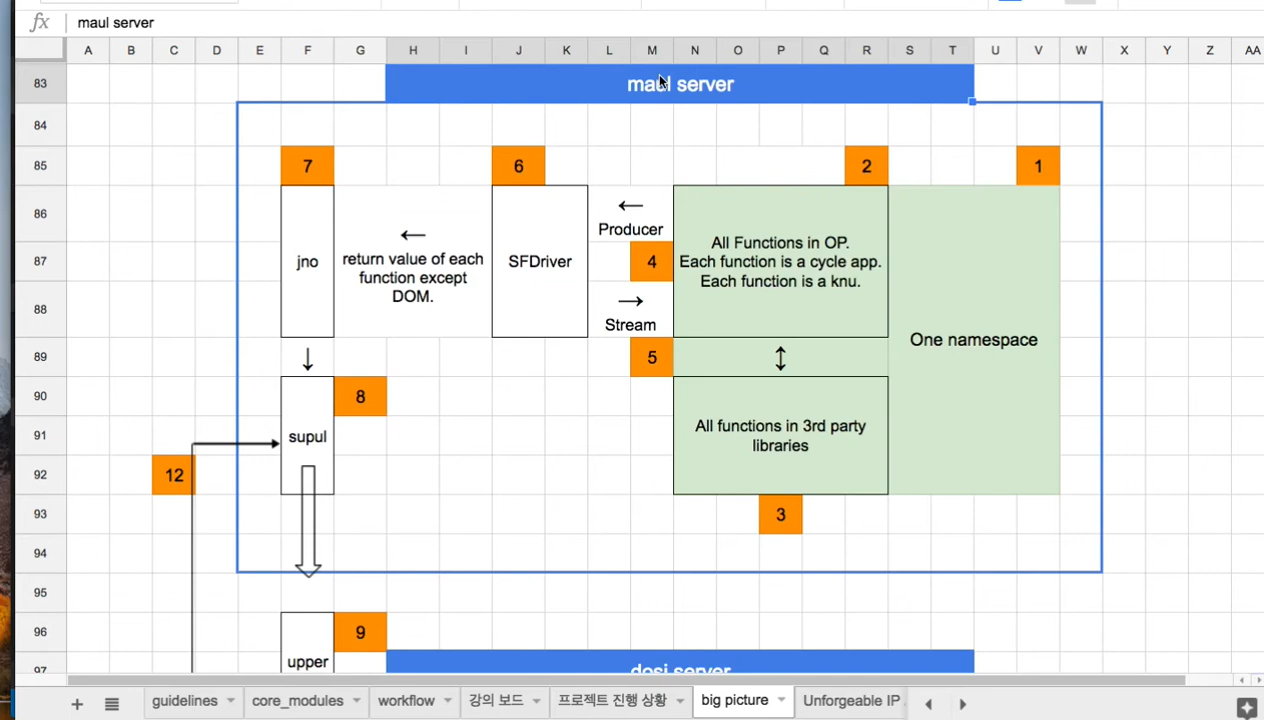 fx maul server
A B C D E F G H I J K L M N O P Q R S T U V W X Y Z AA
83 maul server
84
85 7 6 2 1
86
87
88
89
90
91
92
93
94
95
96
97
jno
←
return value of each
function except
DOM.
SFDriver
←
Producer
4
→
Stream
5
All Functions in OP.
Each function is a cycle app.
Each function is a knu.
One namespace
↓
↕
8
supul
All functions in 3rd party
libraries
12
3
9
upper
dosi server
+ guidelines core_modules workflow 강의 보드 프로젝트 진행 상황 big picture Unforgeable IP